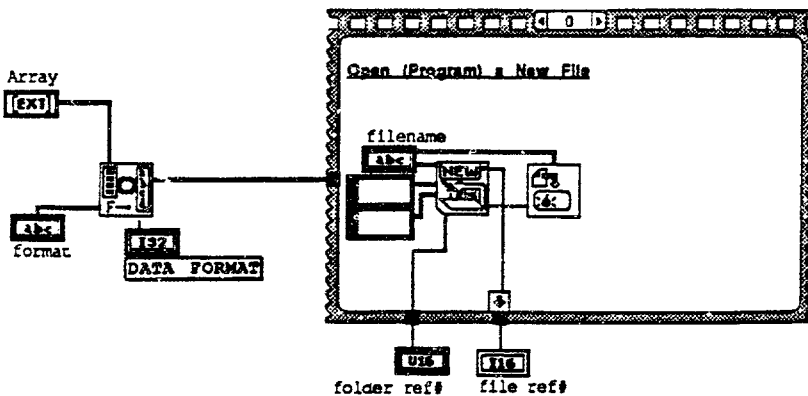 0
Open (Program) a New File
Array
[EXT]
filename
abc
NEW
F—
abc
format
I32
DATA FORMAT
U16
I16
folder ref#
file ref#